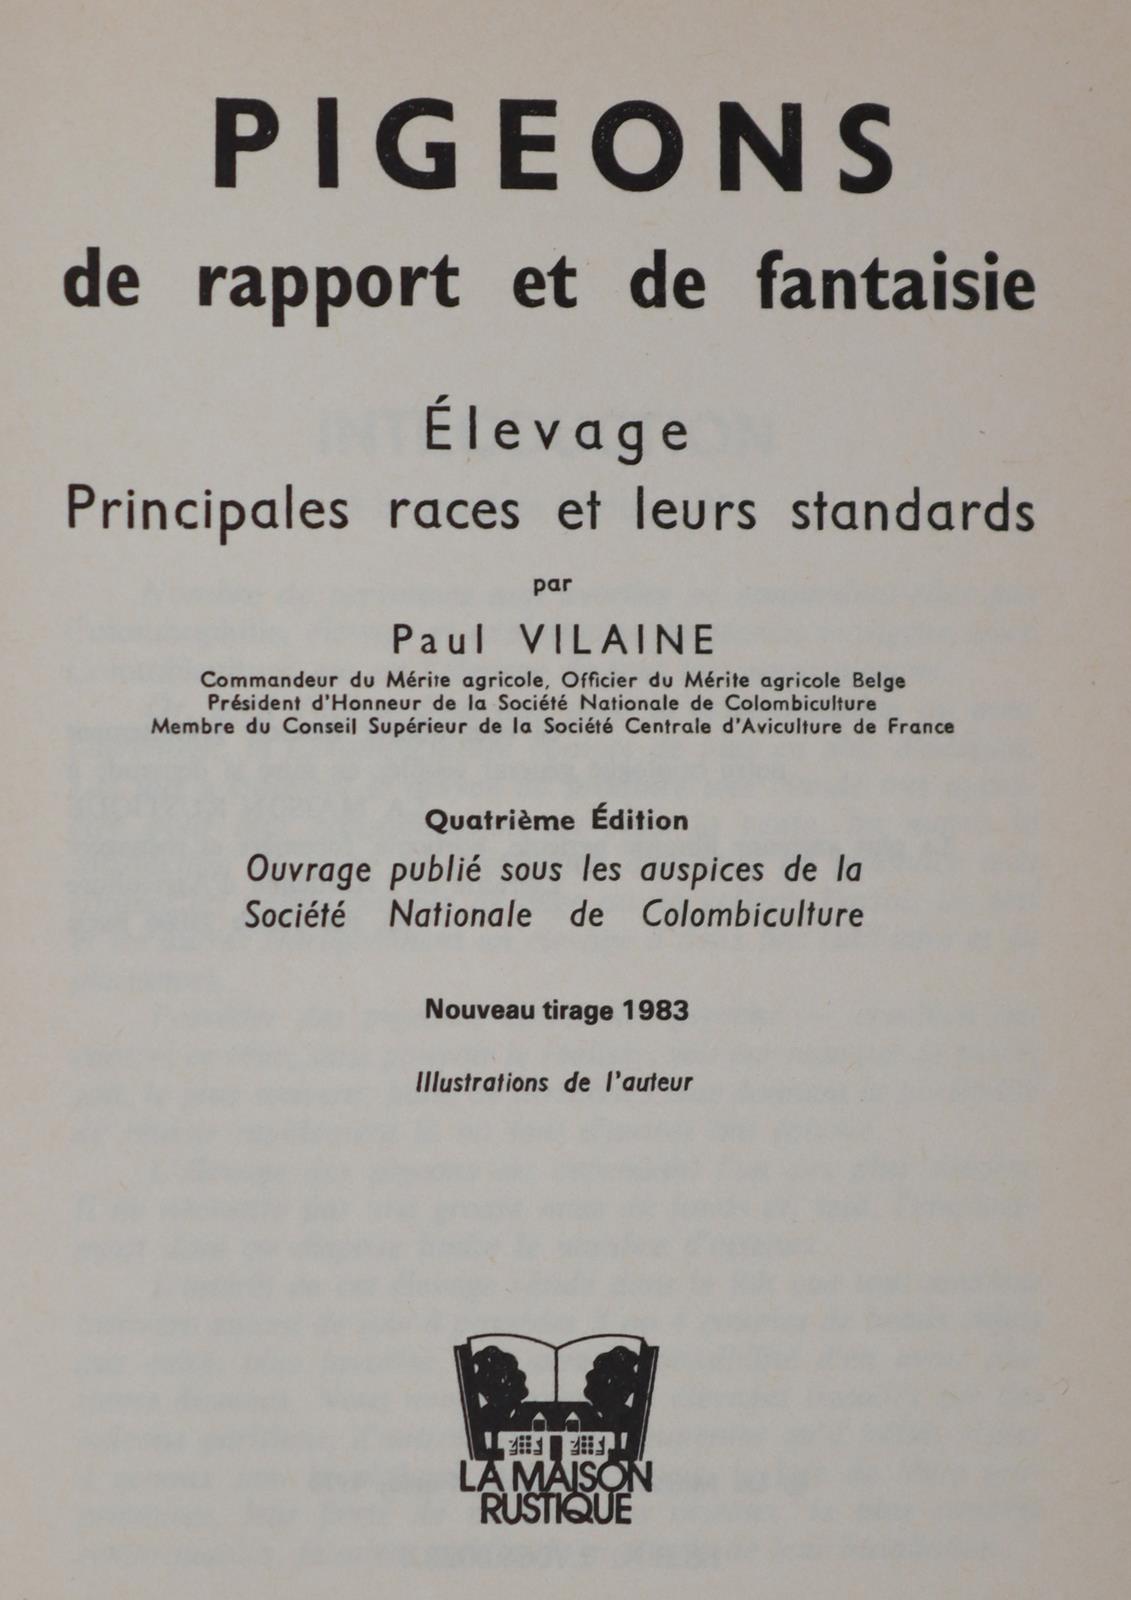 PIGEONS
de rapport et de fantaisie
Élevage
Principales races et leurs standards
par
Paul VILAINE
Commandeur du Mérite agricole, Officier du Mérite agricole Belge
Président d'Honneur de la Société Nationale de Colombiculture
Membre du Conseil Supérieur de la Société Centrale d'Aviculture de France
Quatrième Édition
Ouvrage publié sous les auspices de la
Société Nationale de Colombiculture
Nouveau tirage 1983
Illustrations de l'auteur
LA MAISON
RUSTIQUE